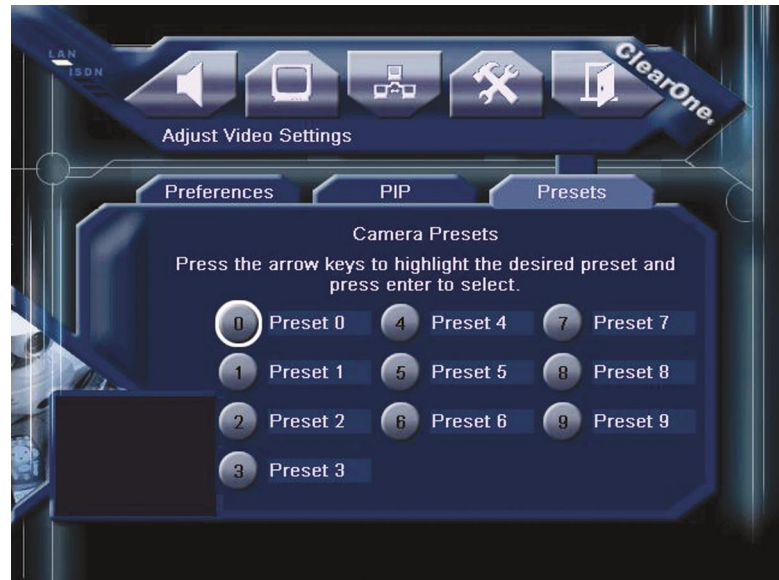 LAN
ISDN
ClearOne.
Adjust Video Settings
Preferences
PIP
Presets
Camera Presets
Press the arrow keys to highlight the desired preset and
press enter to select.
0 Preset 0 4 Preset 4 7 Preset 7
1 Preset 1 5 Preset 5 8 Preset 8
2 Preset 2 6 Preset 6 9 Preset 9
3 Preset 3